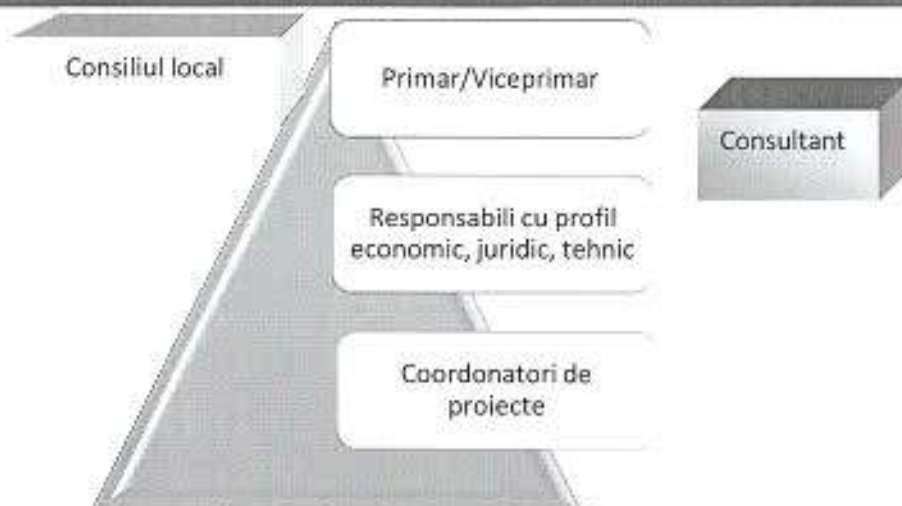 Consiliul local
Primar/Viceprimar
Consultant
Responsabili cu profil
economic, juridic, tehnic
Coordonatori de
proiecte